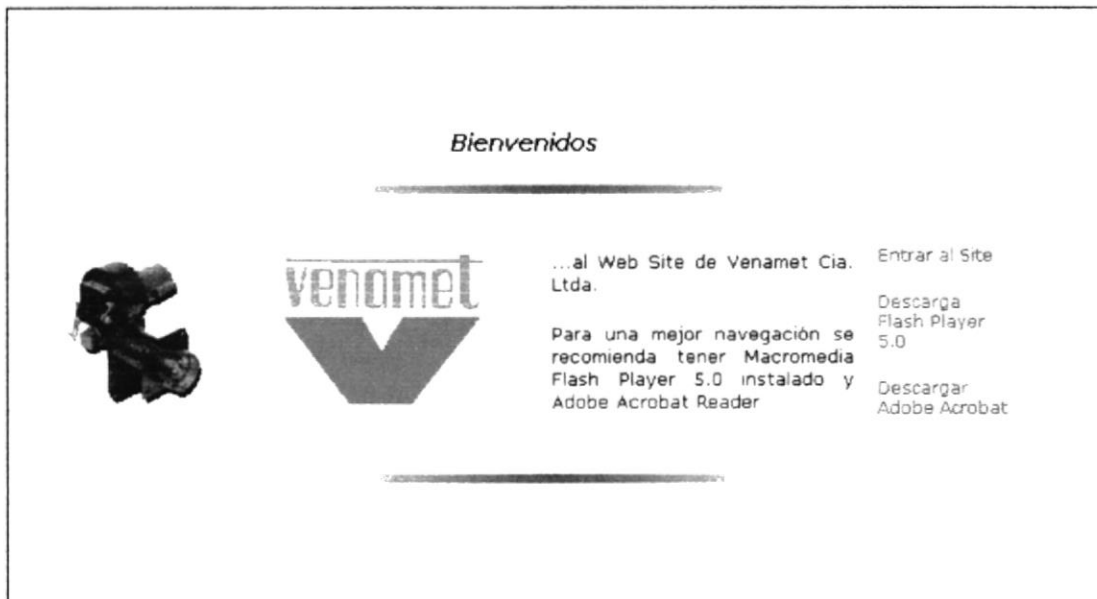 Bienvenidos
venamet
...al Web Site de Venamet Cia.
Ltda.
Para una mejor navegación se
recomienda tener Macromedia
Flash Player 5.0 instalado y
Adobe Acrobat Reader
Entrar al Site
Descarga
Flash Player
5.0
Descargar
Adobe Acrobat